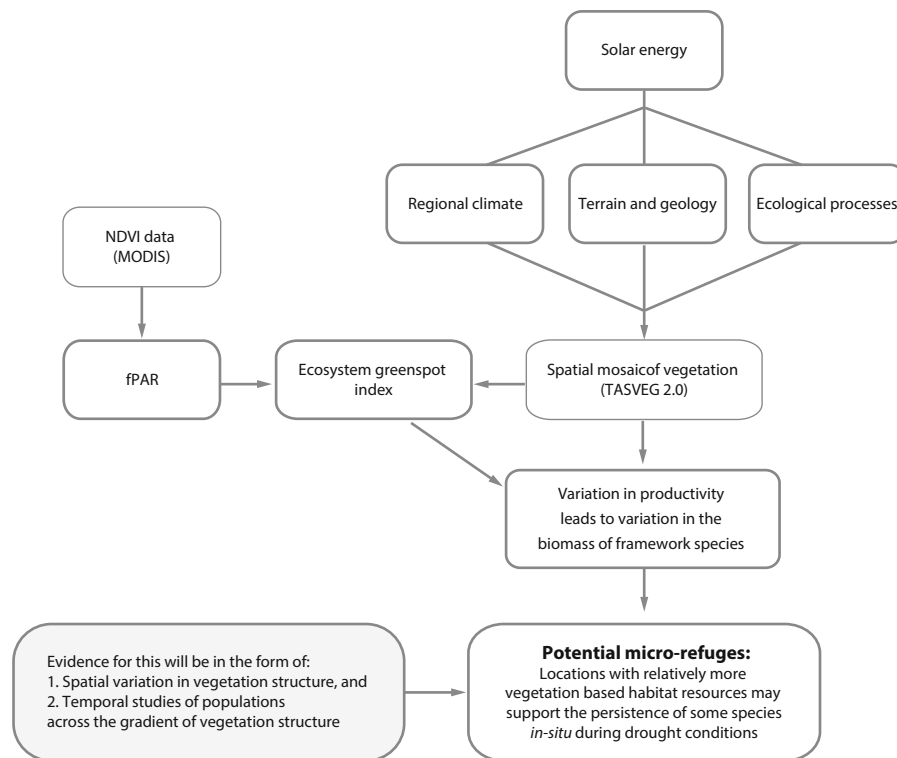 Solar energy
Regional climate
Terrain and geology
Ecological processes
NDVI data
(MODIS)
fPAR
Ecosystem greenspot
index
Spatial mosaicof vegetation
(TASVEG 2.0)
Variation in productivity
leads to variation in the
biomass of framework species
Evidence for this will be in the form of:
1. Spatial variation in vegetation structure, and
2. Temporal studies of populations
across the gradient of vegetation structure
Potential micro-refuges:
Locations with relatively more
vegetation based habitat resources may
support the persistence of some species
in-situ during drought conditions